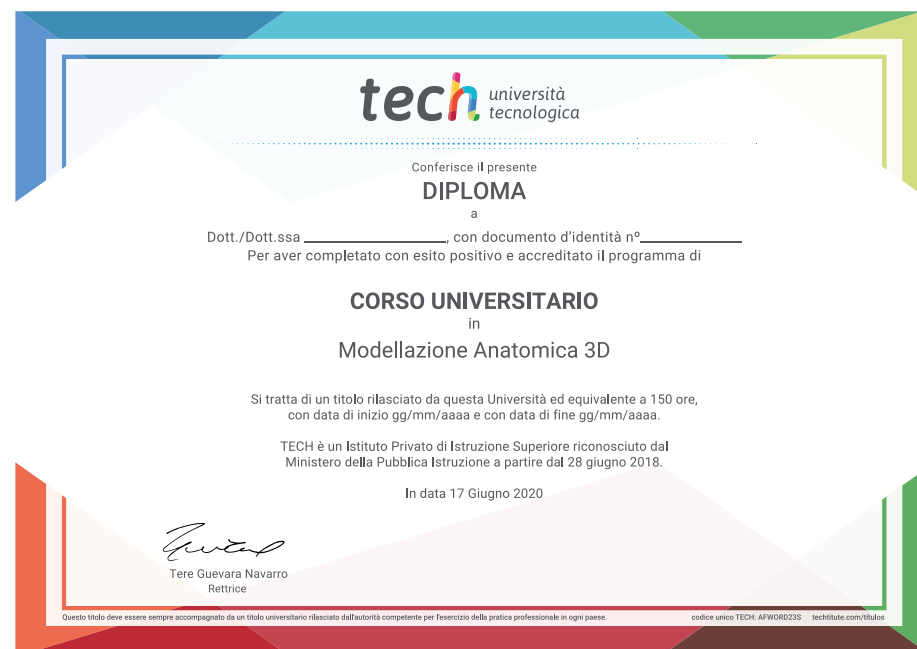 tech università
tecnologica
Conferisce il presente
DIPLOMA
a
Dott./Dott.ssa ________________, con documento d'identità nº___________
Per aver completato con esito positivo e accreditato il programma di
CORSO UNIVERSITARIO
in
Modellazione Anatomica 3D
Si tratta di un titolo rilasciato da questa Università ed equivalente a 150 ore,
con data di inizio gg/mm/aaaa e con data di fine gg/mm/aaaa.
TECH è un Istituto Privato di Istruzione Superiore riconosciuto dal
Ministero della Pubblica Istruzione a partire dal 28 giugno 2018.
In data 17 Giugno 2020
Tere Guevara Navarro
Rettrice
Questo titolo deve essere sempre accompagnato da un titolo universitario rilasciato dall'autorità competente per l'esercizio della pratica professionale in ogni paese. codice unico TECH: AFWORD23S techtitute.com/titulos